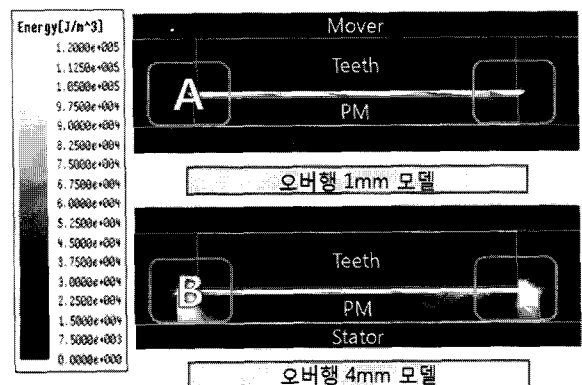 Energy[J/m^3]
1.2000e+005
1.1250e+005
1.0500e+005
9.7500e+004
9.0000e+004
8.2500e+004
7.5000e+004
6.7500e+004
6.0000e+004
5.2500e+004
4.5000e+004
3.7500e+004
3.0000e+004
2.2500e+004
1.5000e+004
7.5000e+003
0.0000e+000
Mover
Teeth
A
PM
오버행 1mm 모델
Teeth
B
PM
Stator
오버행 4mm 모델